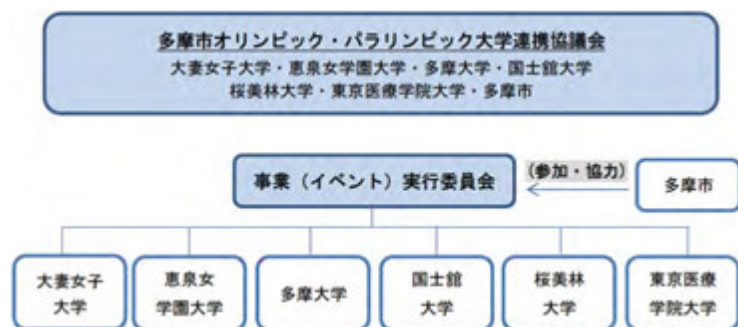 多摩市オリンピック・パラリンピック大学連携協議会
大妻女子大学・恵泉女学園大学・多摩大学・国士舘大学
桜美林大学・東京医療学院大学・多摩市
事業（イベント）実行委員会
(参加・協力)
多摩市
大妻女子
大学
恵泉女
学園大学
多摩大学
国士舘
大学
桜美林
大学
東京医療
学院大学